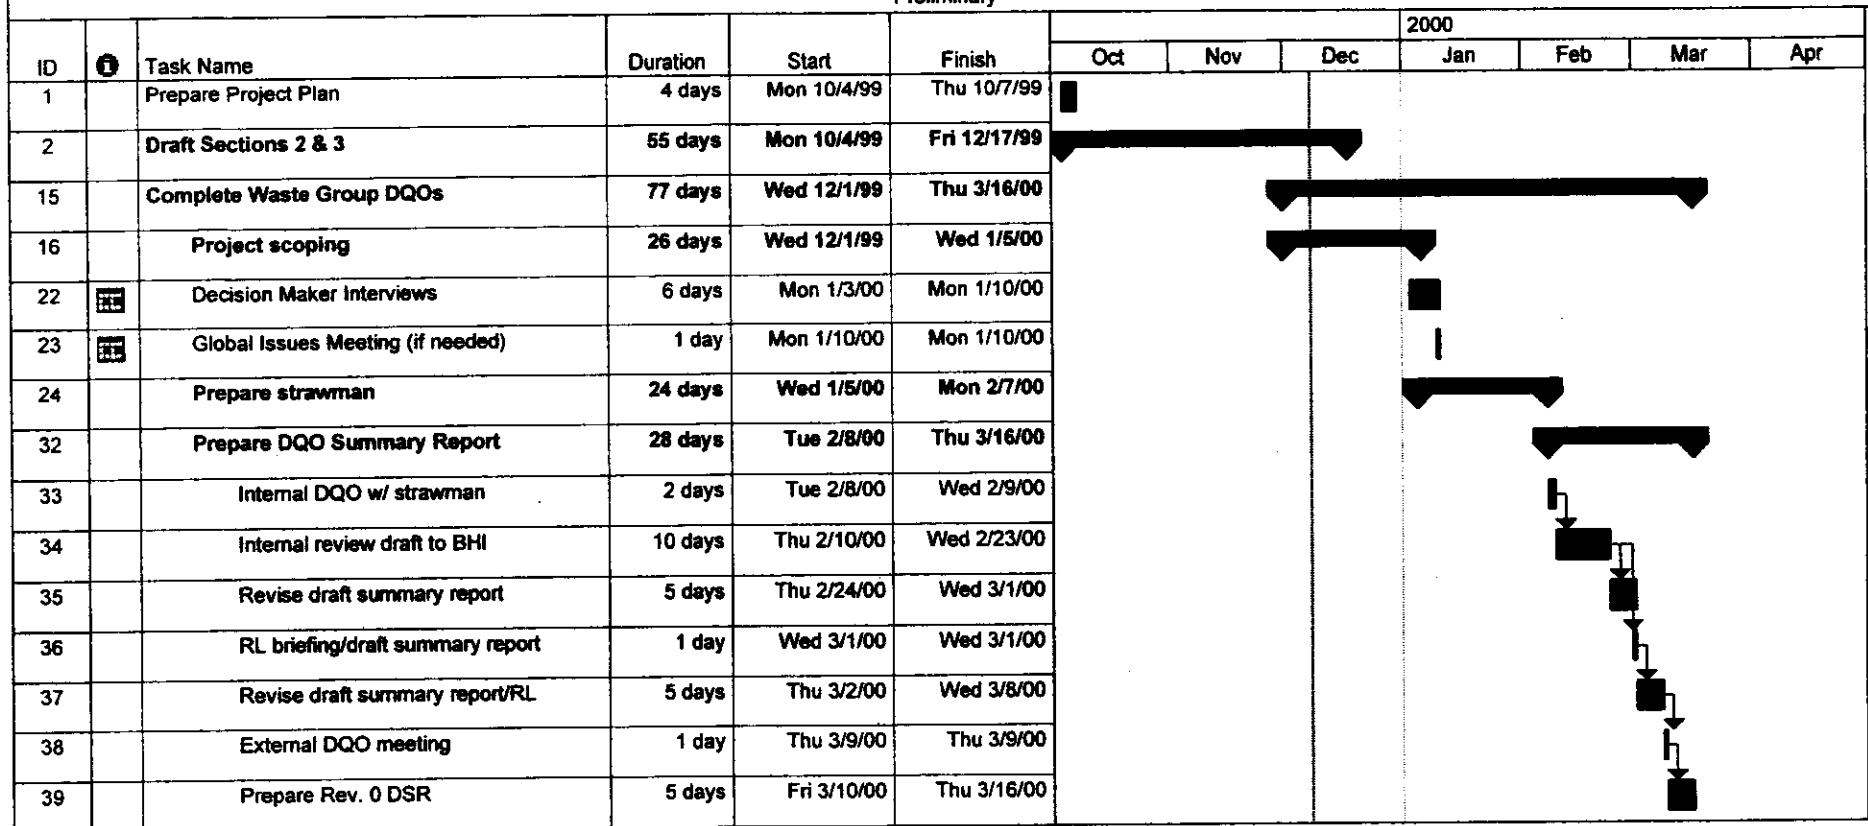 Preliminary
2000
ID Task Name Duration Start Finish Oct Nov Dec Jan Feb Mar Apr
1 Prepare Project Plan 4 days Mon 10/4/99 Thu 10/7/99
2 Draft Sections 2 & 3 55 days Mon 10/4/99 Fri 12/17/99
15 Complete Waste Group DQOs 77 days Wed 12/1/99 Thu 3/16/00
16 Project scoping 26 days Wed 12/1/99 Wed 1/5/00
22 Decision Maker Interviews 6 days Mon 1/3/00 Mon 1/10/00
23 Global Issues Meeting (if needed) 1 day Mon 1/10/00 Mon 1/10/00
24 Prepare strawman 24 days Wed 1/5/00 Mon 2/7/00
32 Prepare DQO Summary Report 28 days Tue 2/8/00 Thu 3/16/00
33 Internal DQO w/ strawman 2 days Tue 2/8/00 Wed 2/9/00
34 Internal review draft to BHI 10 days Thu 2/10/00 Wed 2/23/00
35 Revise draft summary report 5 days Thu 2/24/00 Wed 3/1/00
36 RL briefing/draft summary report 1 day Wed 3/1/00 Wed 3/1/00
37 Revise draft summary report/RL 5 days Thu 3/2/00 Wed 3/8/00
38 External DQO meeting 1 day Thu 3/9/00 Thu 3/9/00
39 Prepare Rev. 0 DSR 5 days Fri 3/10/00 Thu 3/16/00